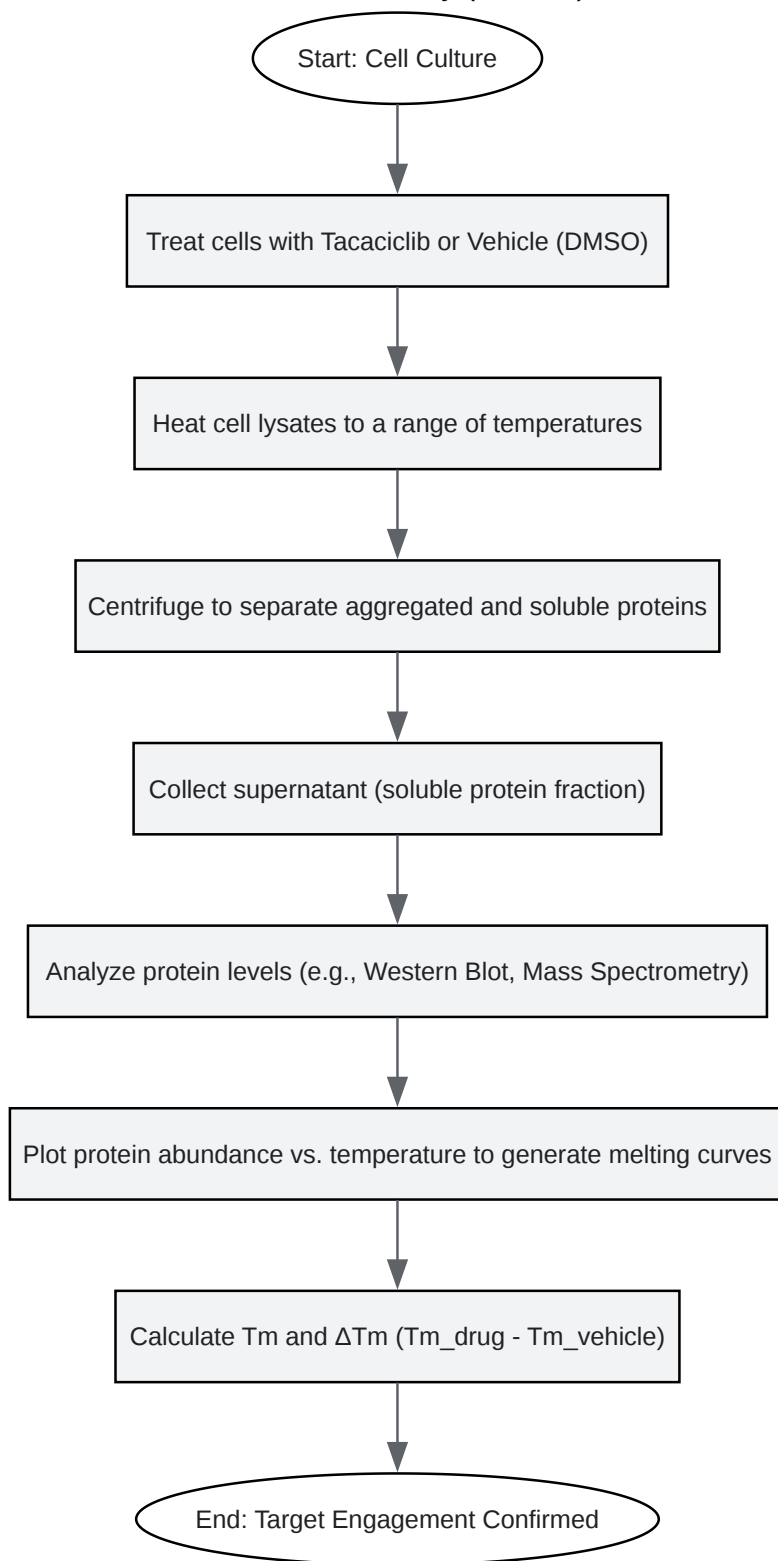 Start: Cell Culture
Treat cells with Tacaciclib or Vehicle (DMSO)
Heat cell lysates to a range of temperatures
Centrifuge to separate aggregated and soluble proteins
Collect supernatant (soluble protein fraction)
Analyze protein levels (e.g., Western Blot, Mass Spectrometry)
Plot protein abundance vs. temperature to generate melting curves
Calculate Tm and ΔTm (Tm_drug - Tm_vehicle)
End: Target Engagement Confirmed